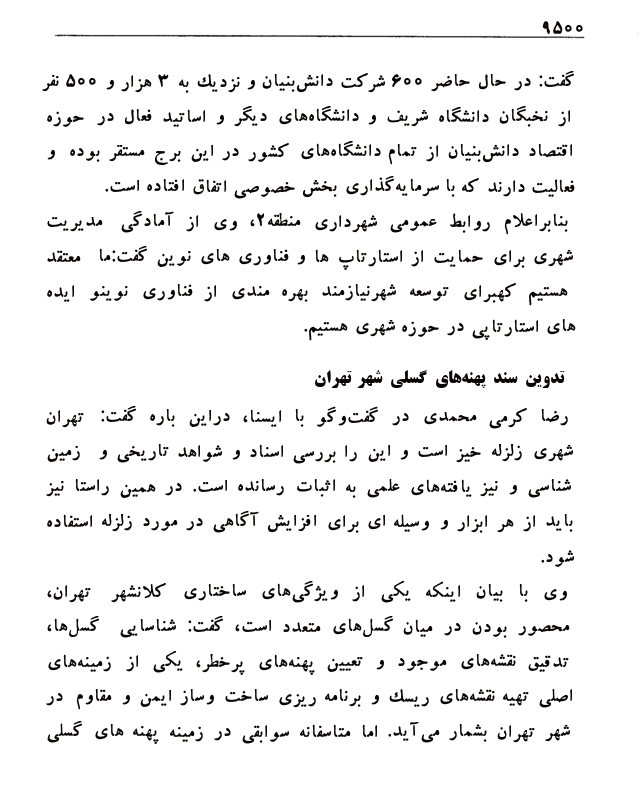 ۹۵۰۰
گفت: در حال حاضر ۶۰۰ شرکت دانش‌بنیان و نزدیك به ۳ هزار و ۵۰۰ نفر
از نخبگان دانشگاه شریف و دانشگاه‌های دیگر و اساتید فعال در حوزه
اقتصاد دانش‌بنیان از تمام دانشگاه‌های کشور در این برج مستقر بوده و
فعالیت دارند که با سرمایه‌گذاری بخش خصوصی اتفاق افتاده است.
بنابراعلام روابط عمومی شهرداری منطقه۲، وی از آمادگی مدیریت
شهری برای حمایت از استارتاپ ها و فناوری های نوین گفت:ما معتقد
هستیم کهبرای توسعه شهرنیازمند بهره مندی از فناوری نوینو ایده
های استارتاپی در حوزه شهری هستیم.
تدوین سند پهنه‌های گسلی شهر تهران
رضا کرمی محمدی در گفت‌وگو با ایسنا، دراین باره گفت: تهران
شهری زلزله خیز است و این را بررسی اسناد و شواهد تاریخی و زمین
شناسی و نیز یافته‌های علمی به اثبات رسانده است. در همین راستا نیز
باید از هر ابزار و وسیله ای برای افزایش آگاهی در مورد زلزله استفاده
شود.
وی با بیان اینکه یکی از ویژگی‌های ساختاری کلانشهر تهران،
محصور بودن در میان گسل‌های متعدد است، گفت: شناسایی گسل‌ها،
تدقیق نقشه‌های موجود و تعیین پهنه‌های پرخطر، یکی از زمینه‌های
اصلی تهیه نقشه‌های ریسك و برنامه ریزی ساخت وساز ایمن و مقاوم در
شهر تهران بشمار می‌آید. اما متاسفانه سوابقی در زمینه پهنه های گسلی